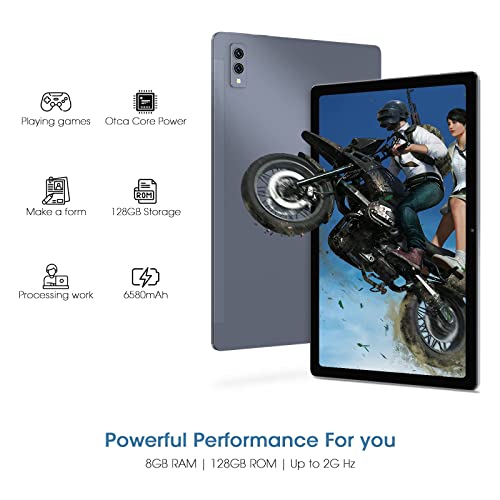 Playing games
Otca Core Power
Make a form
ROM
128GB Storage
Processing work
6580mAh
Powerful Performance For you
8GB RAM | 128GB ROM | Up to 2G Hz